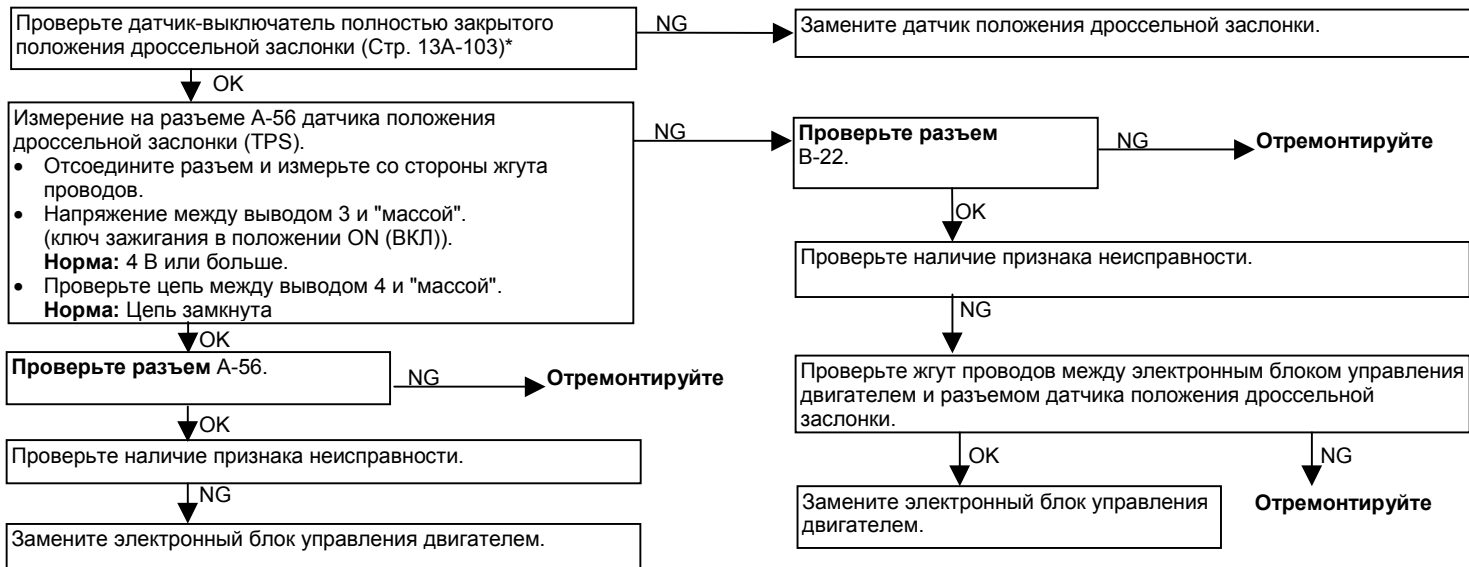 Проверьте датчик-выключатель полностью закрытого
положения дроссельной заслонки (Стр. 13А-103)*
NG
Замените датчик положения дроссельной заслонки.
OK
Измерение на разъеме А-56 датчика положения
дроссельной заслонки (TPS).
• Отсоедините разъем и измерьте со стороны жгута
проводов.
• Напряжение между выводом 3 и "массой".
(ключ зажигания в положении ON (ВКЛ)).
Норма: 4 В или больше.
• Проверьте цепь между выводом 4 и "массой".
Норма: Цепь замкнута
NG
Проверьте разъем
В-22.
NG
Отремонтируйте
OK
Проверьте наличие признака неисправности.
NG
Проверьте жгут проводов между электронным блоком управления
двигателем и разъемом датчика положения дроссельной
заслонки.
OK
NG
Замените электронный блок управления
двигателем.
Отремонтируйте
OK
Проверьте разъем А-56.
NG
Отремонтируйте
OK
Проверьте наличие признака неисправности.
NG
Замените электронный блок управления двигателем.